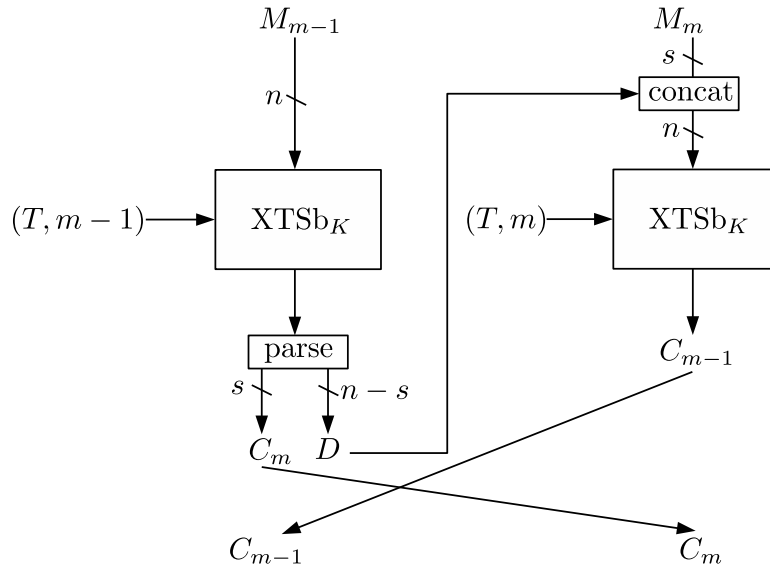 M_{m−1} M_m
s
concat
n n
(T, m − 1) XTSb_K (T, m) XTSb_K
parse
C_{m−1}
s n − s
C_m D
C_{m−1} C_m